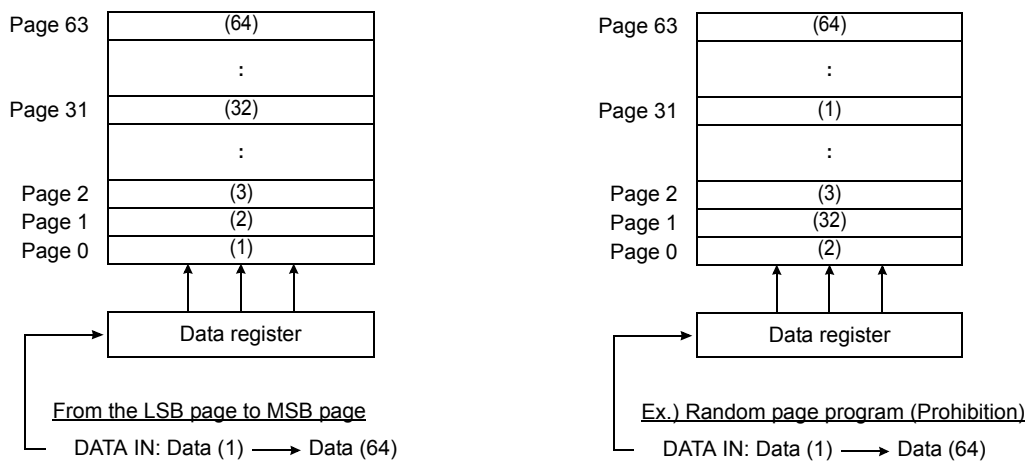 Page 63
(64)
:
Page 31
(32)
:
Page 2
(3)
Page 1
(2)
Page 0
(1)
Data register
From the LSB page to MSB page
DATA IN: Data (1) Data (64)
Page 63
(64)
:
Page 31
(1)
:
Page 2
(3)
Page 1
(32)
Page 0
(2)
Data register
Ex.) Random page program (Prohibition)
DATA IN: Data (1) Data (64)